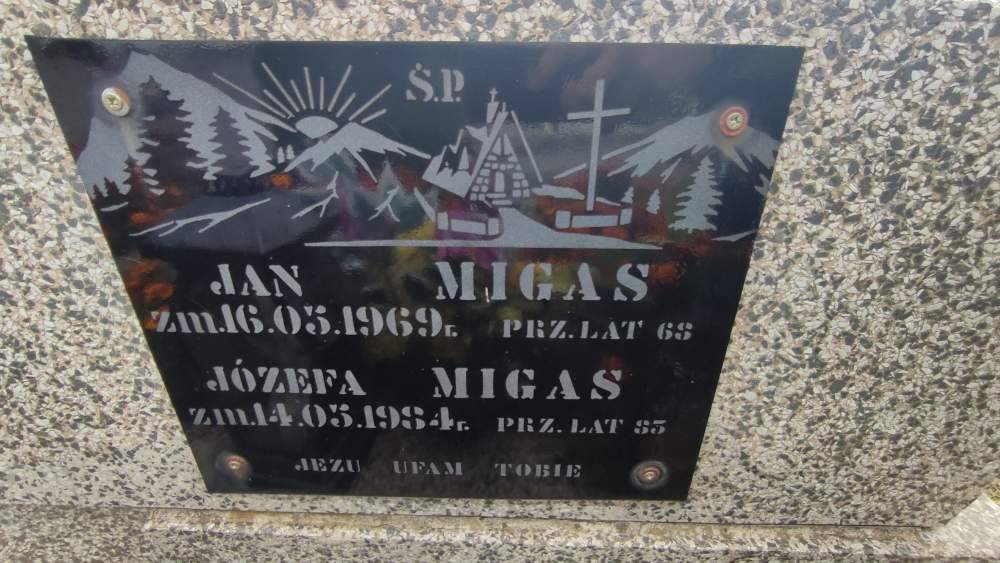 Ś.P.
JAN MIGAS
zm.16.05.1969r. PRZ. LAT 68
JÓZEFA MIGAS
zm.14.05.1984r. PRZ. LAT 85
JEZU UFAM TOBIE